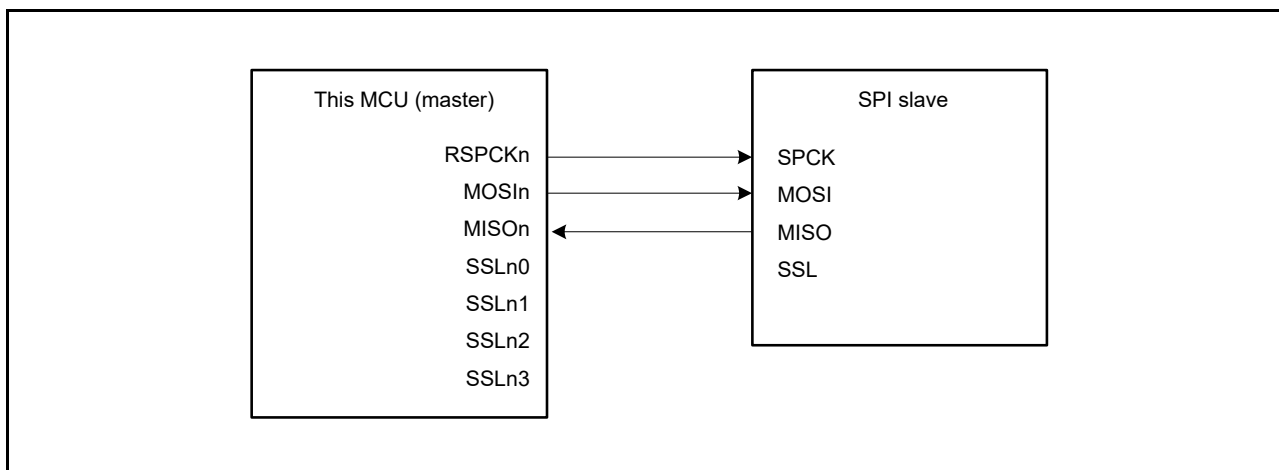 This MCU (master)
RSPCKn
MOSIn
MISOn
SSLn0
SSLn1
SSLn2
SSLn3
SPI slave
SPCK
MOSI
MISO
SSL